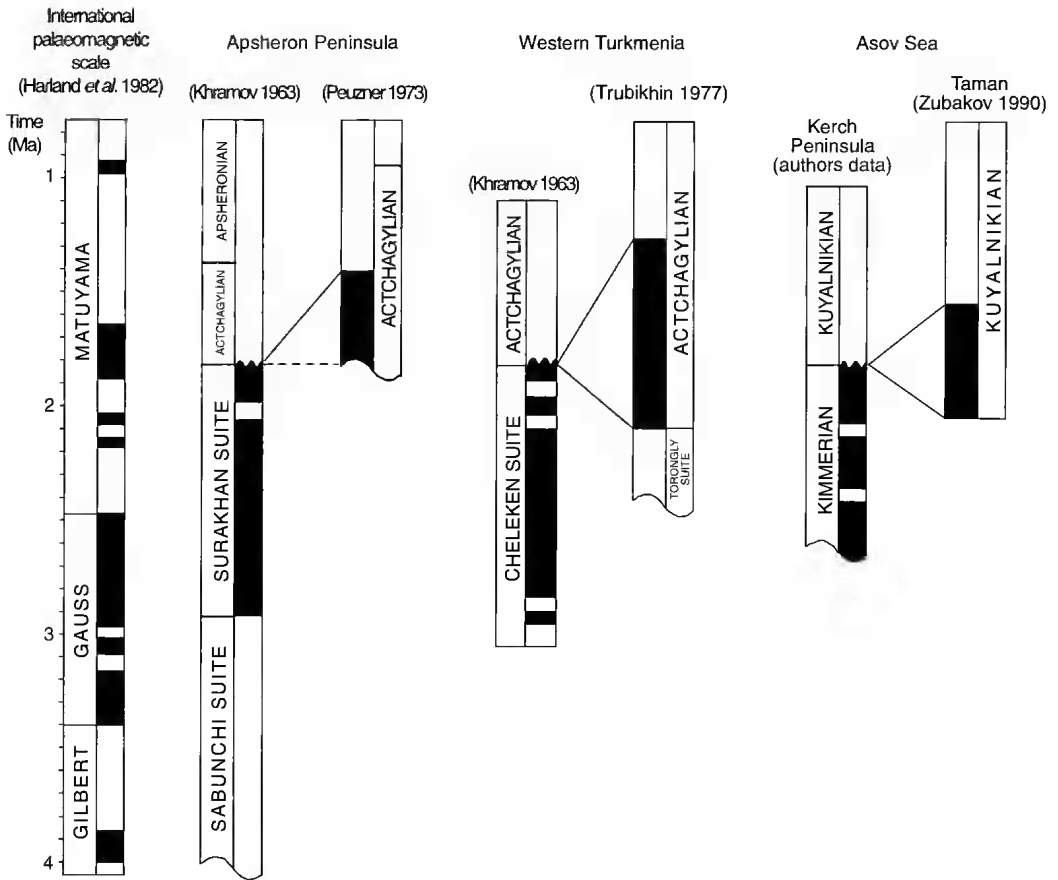 International
palaeomagnetic
scale
(Harland et al. 1982)
Apsheron Peninsula
Western Turkmenia
Asov Sea
(Khramov 1963)
(Peuzner 1973)
(Trubikhin 1977)
Taman
(Zubakov 1990)
Kerch
Peninsula
(authors data)
(Khramov 1963)
Time
(Ma)
1
2
3
4
MATUYAMA
GAUSS
GILBERT
APSHERONIAN
ACTCHAGYLIAN
SURAKHAN SUITE
SABUNCHI SUITE
ACTCHAGYLIAN
ACTCHAGYLIAN
CHELEKEN SUITE
ACTCHAGYLIAN
TORONGLY
SUITE
KUYALNIKIAN
KIMMERIAN
KUYALNIKIAN